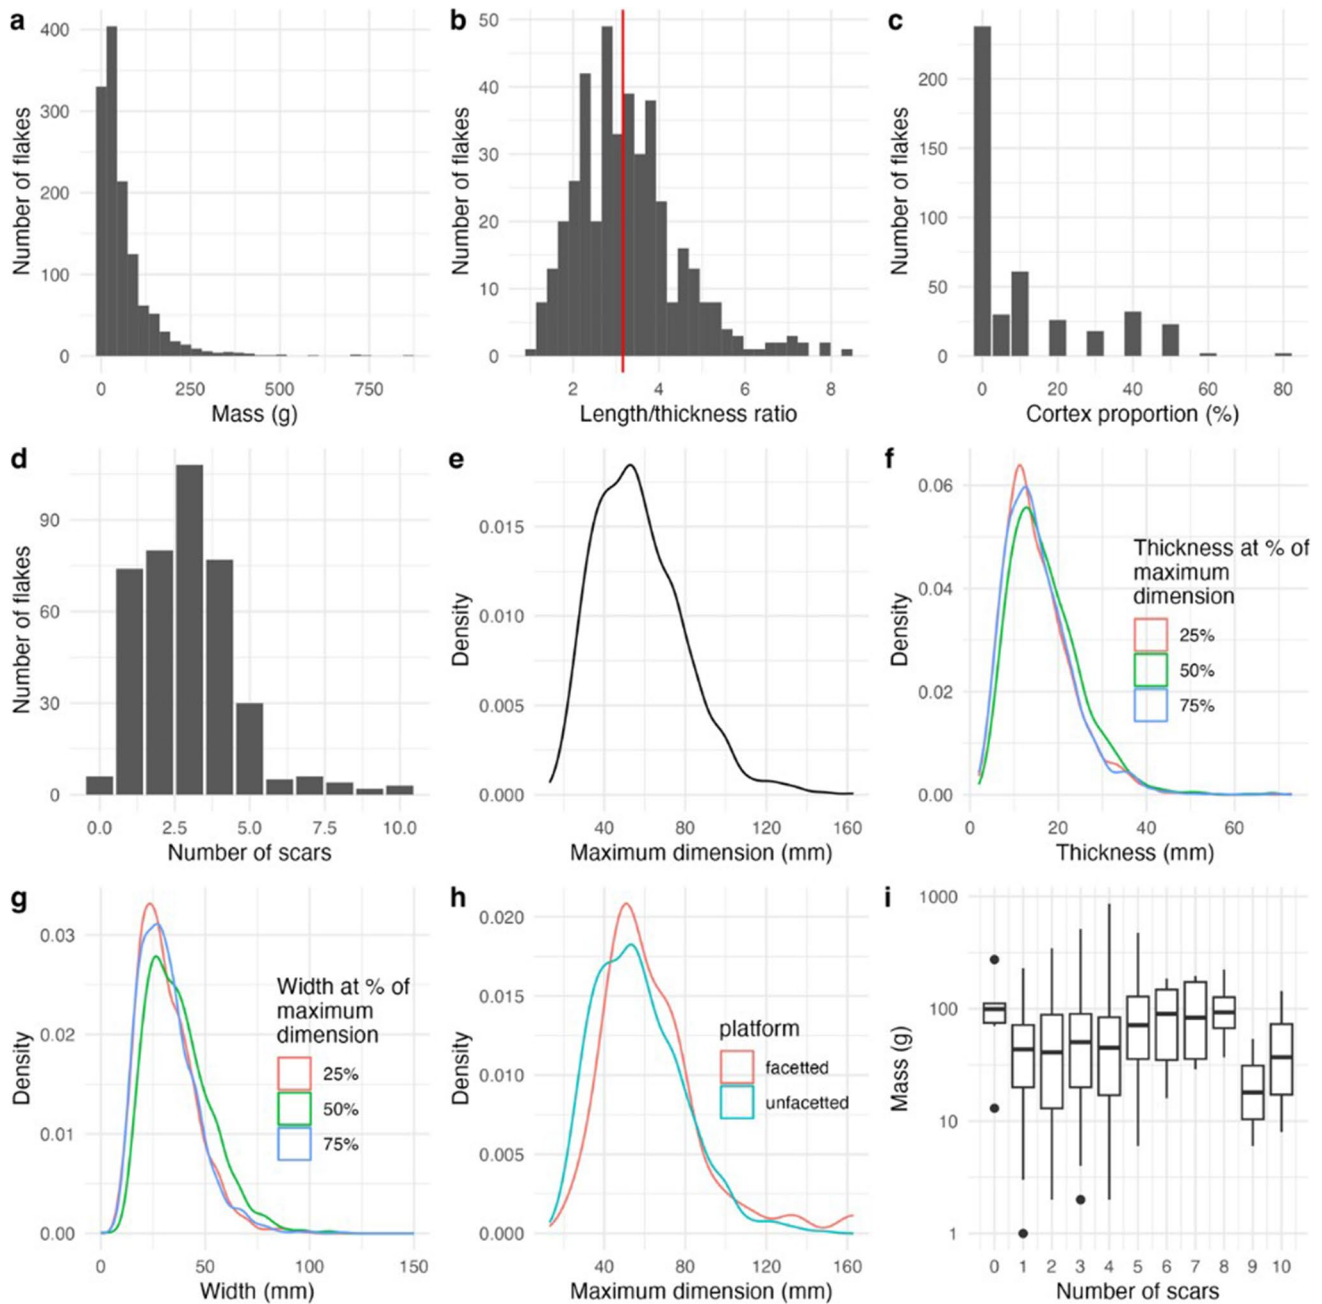 a
400
300
200
100
0
Number of flakes
0 250 500 750
Mass (g)
b
50
40
30
20
10
0
Number of flakes
2 4 6 8
Length/thickness ratio
c
200
150
100
50
0
Number of flakes
0 20 40 60 80
Cortex proportion (%)
d
90
60
30
0
Number of flakes
0.0 2.5 5.0 7.5 10.0
Number of scars
e
0.015
0.010
0.005
0.000
Density
40 80 120 160
Maximum dimension (mm)
f
0.06
0.04
0.02
0.00
Density
Thickness at % of
maximum
dimension
25%
50%
75%
0 20 40 60
Thickness (mm)
g
0.03
0.02
0.01
0.00
Density
Width at % of
maximum
dimension
25%
50%
75%
0 50 100 150
Width (mm)
h
0.020
0.015
0.010
0.005
0.000
Density
platform
facetted
unfacetted
40 80 120 160
Maximum dimension (mm)
i
1000
100
10
1
Mass (g)
0 1 2 3 4 5 6 7 8 9 10
Number of scars